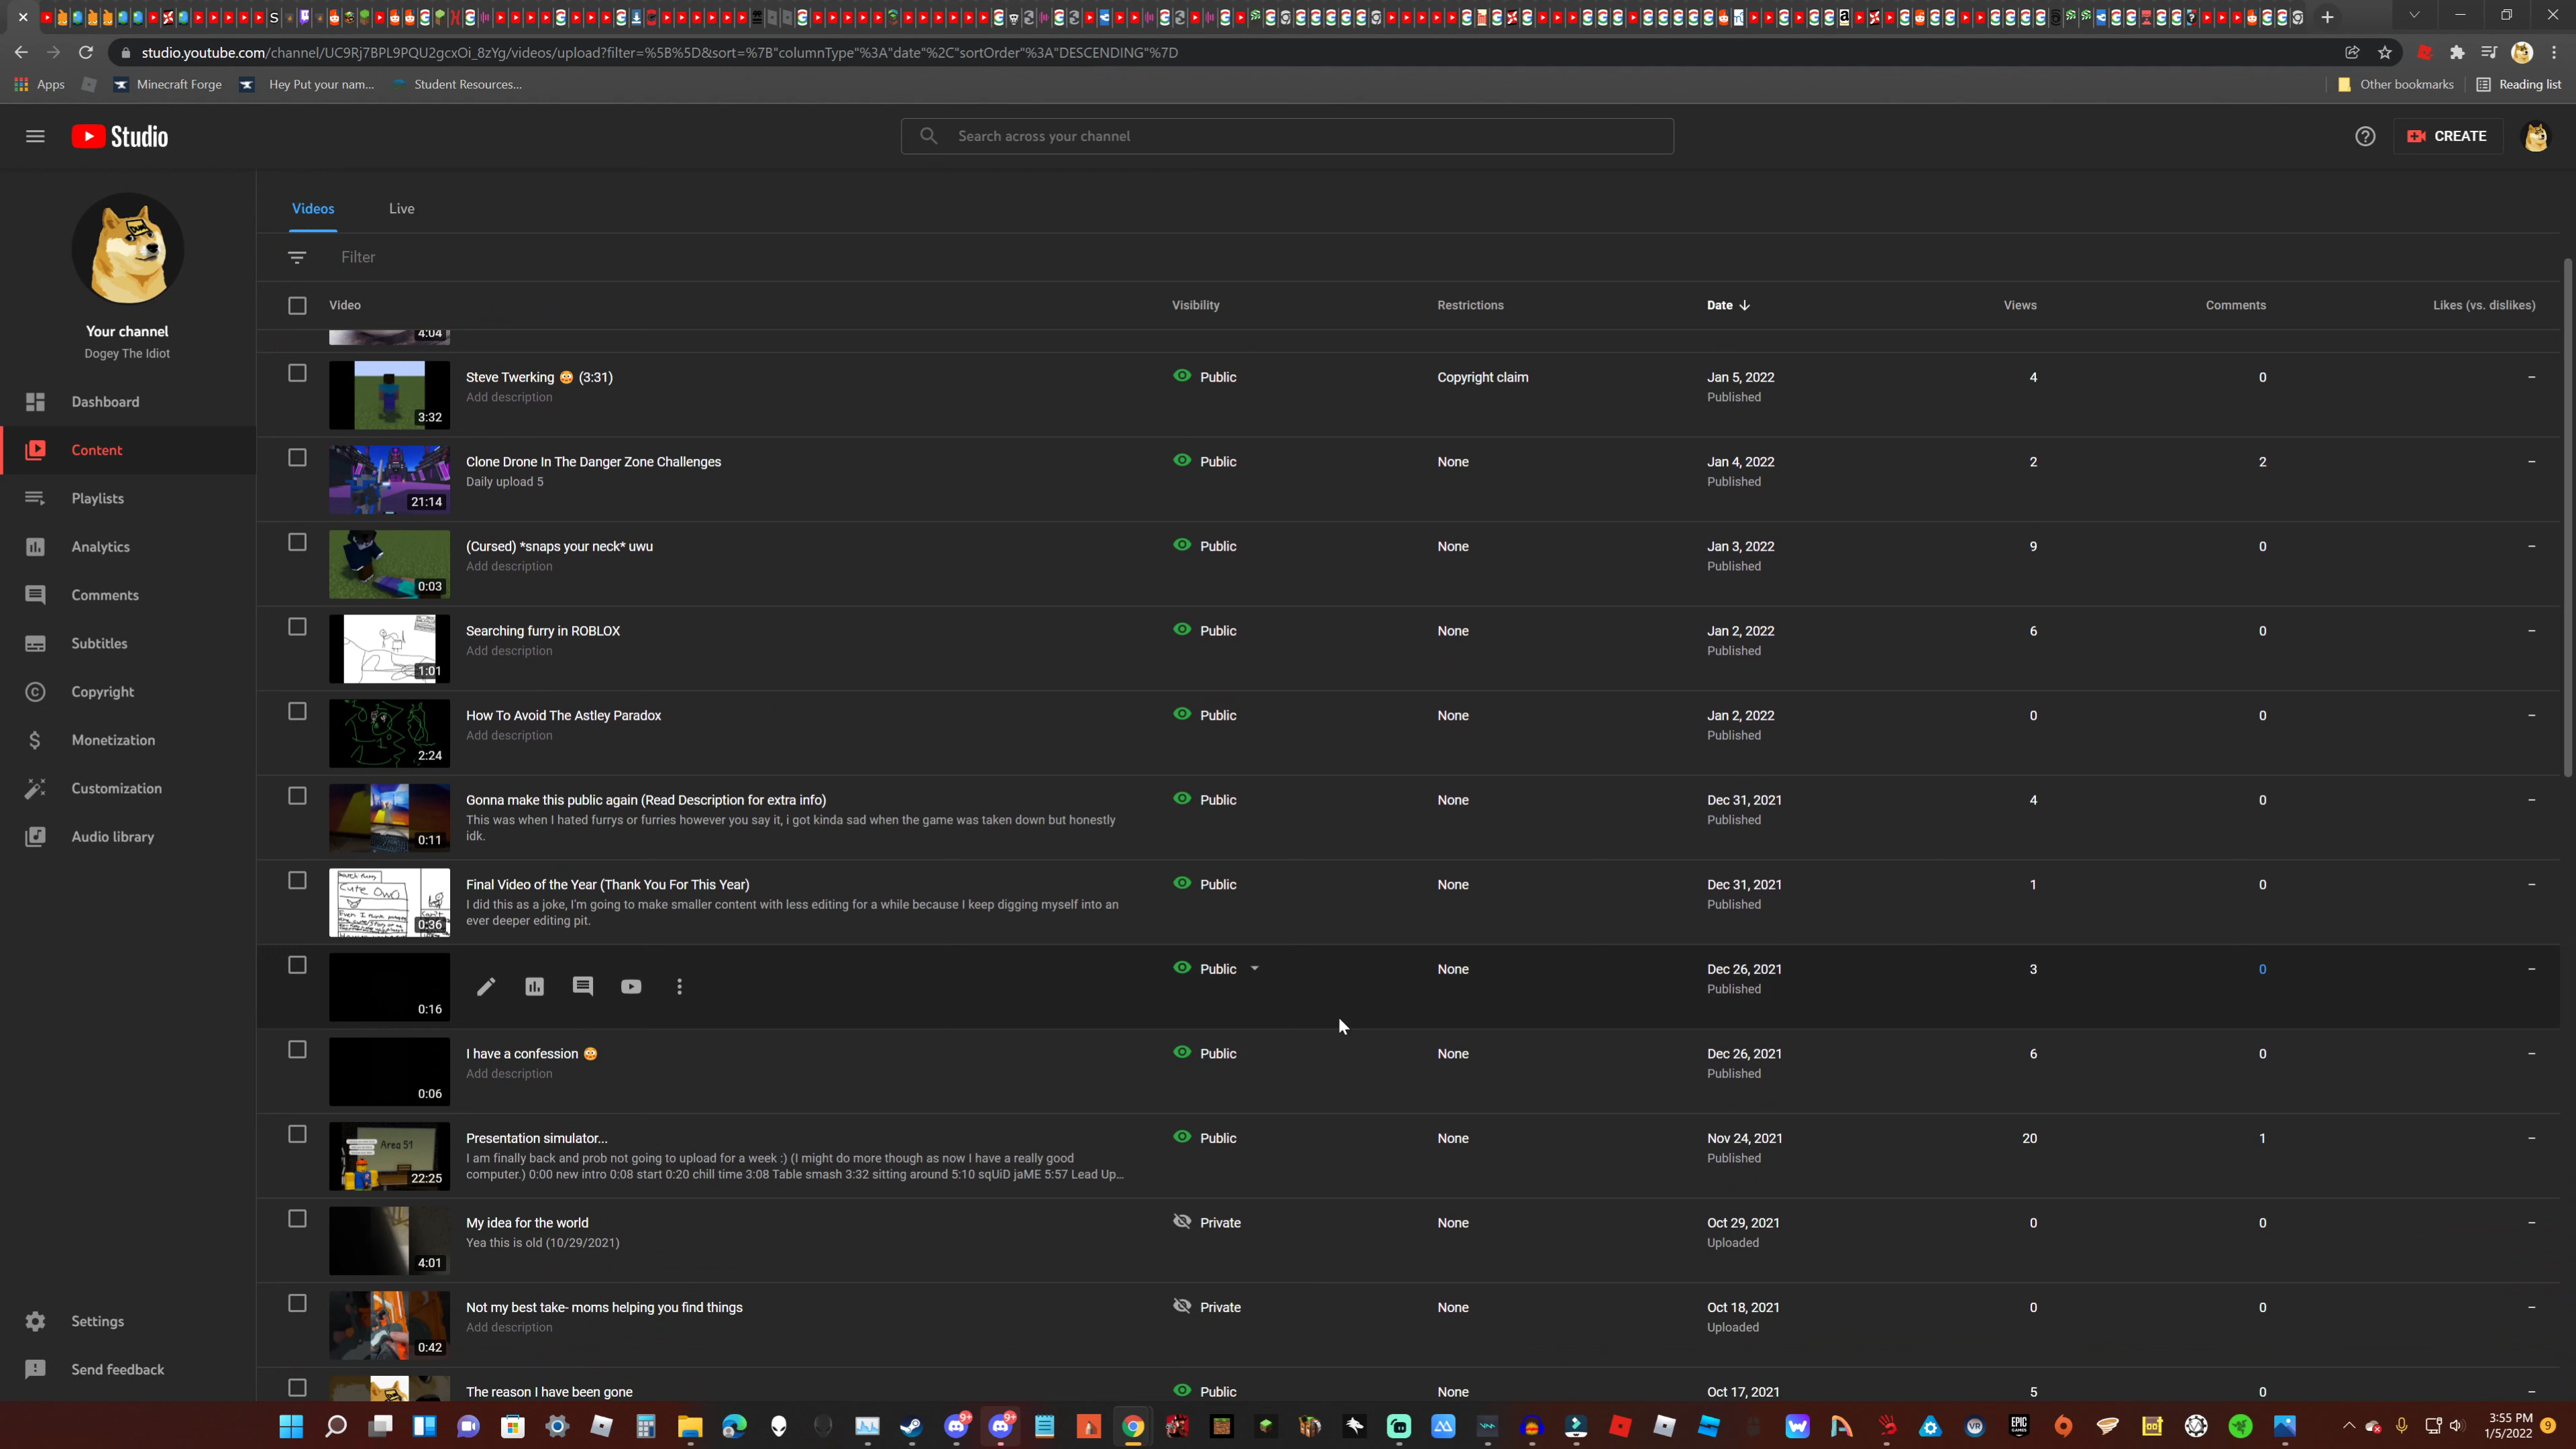 studio.youtube.com/channel/UC9Rj7BPL9PQU2gcxOi_8zYg/videos/upload?filter=%5B%5D&sort=%7B"columnType"%3A"date"%2C"sortOrder"%3A"DESCENDING"%7D
Apps Minecraft Forge Hey Put your nam... Student Resources... Other bookmarks Reading list
Studio Search across your channel CREATE
Your channel
Dogey The Idiot
Dashboard
Content
Playlists
Analytics
Comments
Subtitles
Copyright
Monetization
Customization
Audio library
Settings
Send feedback
Videos Live
Filter
Video Visibility Restrictions Date Views Comments Likes (vs. dislikes)
4:04
Steve Twerking 😳 (3:31) Public Copyright claim Jan 5, 2022 4 0 –
Add description Published
3:32
Clone Drone In The Danger Zone Challenges Public None Jan 4, 2022 2 2 –
Daily upload 5 Published
21:14
(Cursed) *snaps your neck* uwu Public None Jan 3, 2022 9 0 –
Add description Published
0:03
Searching furry in ROBLOX Public None Jan 2, 2022 6 0 –
Add description Published
1:01
How To Avoid The Astley Paradox Public None Jan 2, 2022 0 0 –
Add description Published
2:24
Gonna make this public again (Read Description for extra info) Public None Dec 31, 2021 4 0 –
This was when I hated furrys or furries however you say it, i got kinda sad when the game was taken down but honestly Published
idk.
0:11
Final Video of the Year (Thank You For This Year) Public None Dec 31, 2021 1 0 –
I did this as a joke, I'm going to make smaller content with less editing for a while because I keep digging myself into an Published
ever deeper editing pit.
Cute OwO
0:36
Public None Dec 26, 2021 3 0 –
Published
0:16
I have a confession 😳 Public None Dec 26, 2021 6 0 –
Add description Published
0:06
Presentation simulator... Public None Nov 24, 2021 20 1 –
I am finally back and prob not going to upload for a week :) (I might do more though as now I have a really good Published
computer.) 0:00 new intro 0:08 start 0:20 chill time 3:08 Table smash 3:32 sitting around 5:10 sqUiD jaME 5:57 Lead Up...
Area 51
22:25
My idea for the world Private None Oct 29, 2021 0 0 –
Yea this is old (10/29/2021) Uploaded
4:01
Not my best take- moms helping you find things Private None Oct 18, 2021 0 0 –
Add description Uploaded
0:42
The reason I have been gone Public None Oct 17, 2021 5 0 –
9+ 9+ EPIC GAMES VR
3:55 PM
1/5/2022 9